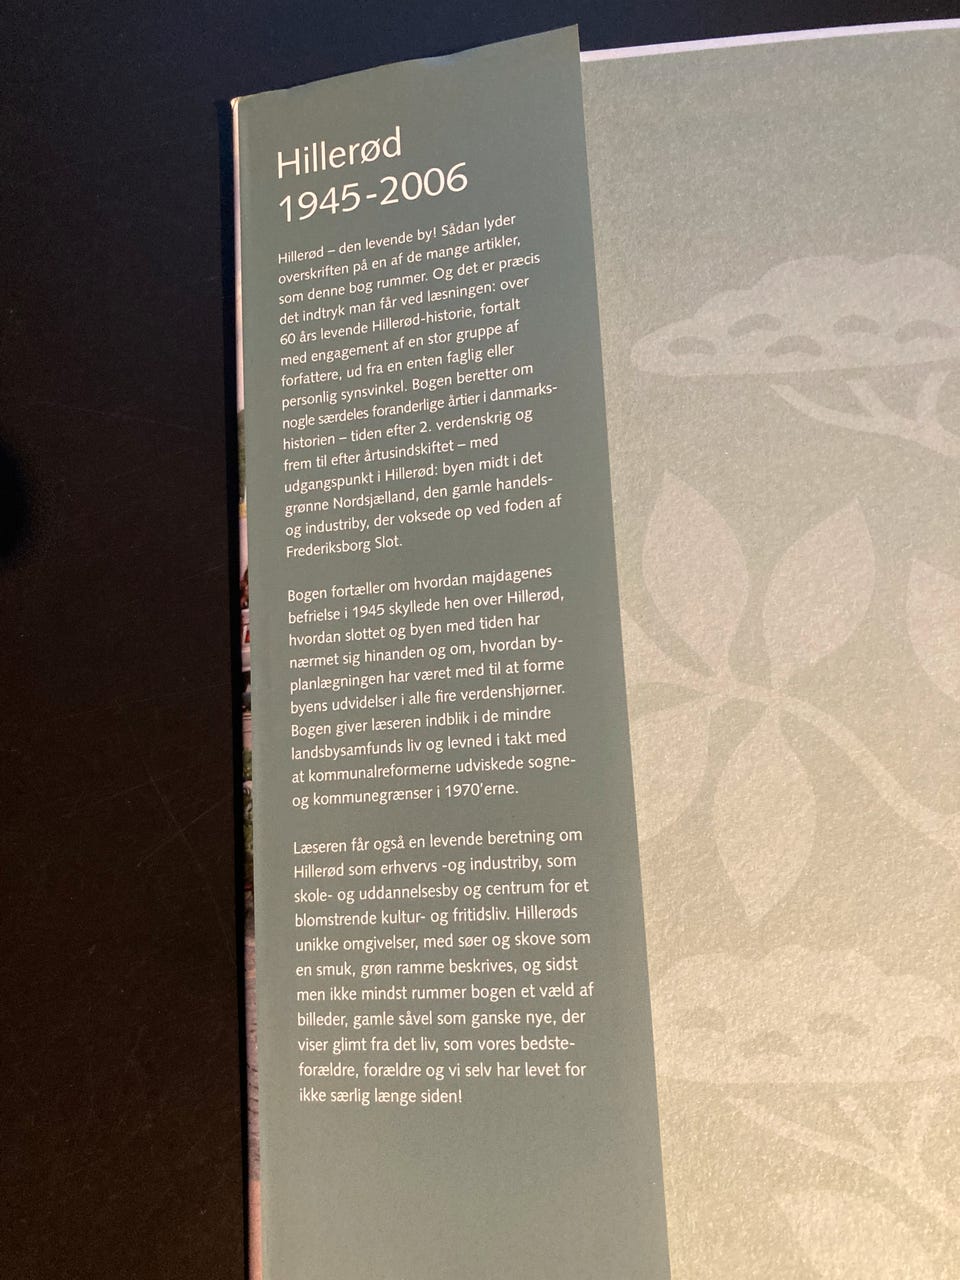 Hillerød
1945-2006
Hillerød – den levende by! Sådan lyder
overskriften på en af de mange artikler,
som denne bog rummer. Og det er præcis
det indtryk man får ved læsningen: over
60 års levende Hillerød-historie, fortalt
med engagement af en stor gruppe af
forfattere, ud fra en enten faglig eller
personlig synsvinkel. Bogen beretter om
nogle særdeles foranderlige årtier i danmarks-
historien – tiden efter 2. verdenskrig og
frem til efter årtusindskiftet – med
udgangspunkt i Hillerød: byen midt i det
grønne Nordsjælland, den gamle handels-
og industriby, der voksede op ved foden af
Frederiksborg Slot.
Bogen fortæller om hvordan majdagenes
befrielse i 1945 skyllede hen over Hillerød,
hvordan slottet og byen med tiden har
nærmet sig hinanden og om, hvordan by-
planlægningen har været med til at forme
byens udvidelser i alle fire verdenshjørner.
Bogen giver læseren indblik i de mindre
landsbysamfunds liv og levned i takt med
at kommunalreformerne udviskede sogne-
og kommunegrænser i 1970'erne.
Læseren får også en levende beretning om
Hillerød som erhvervs -og industriby, som
skole- og uddannelsesby og centrum for et
blomstrende kultur- og fritidsliv. Hillerøds
unikke omgivelser, med søer og skove som
en smuk, grøn ramme beskrives, og sidst
men ikke mindst rummer bogen et væld af
billeder, gamle såvel som ganske nye, der
viser glimt fra det liv, som vores bedste-
forældre, forældre og vi selv har levet for
ikke særlig længe siden!